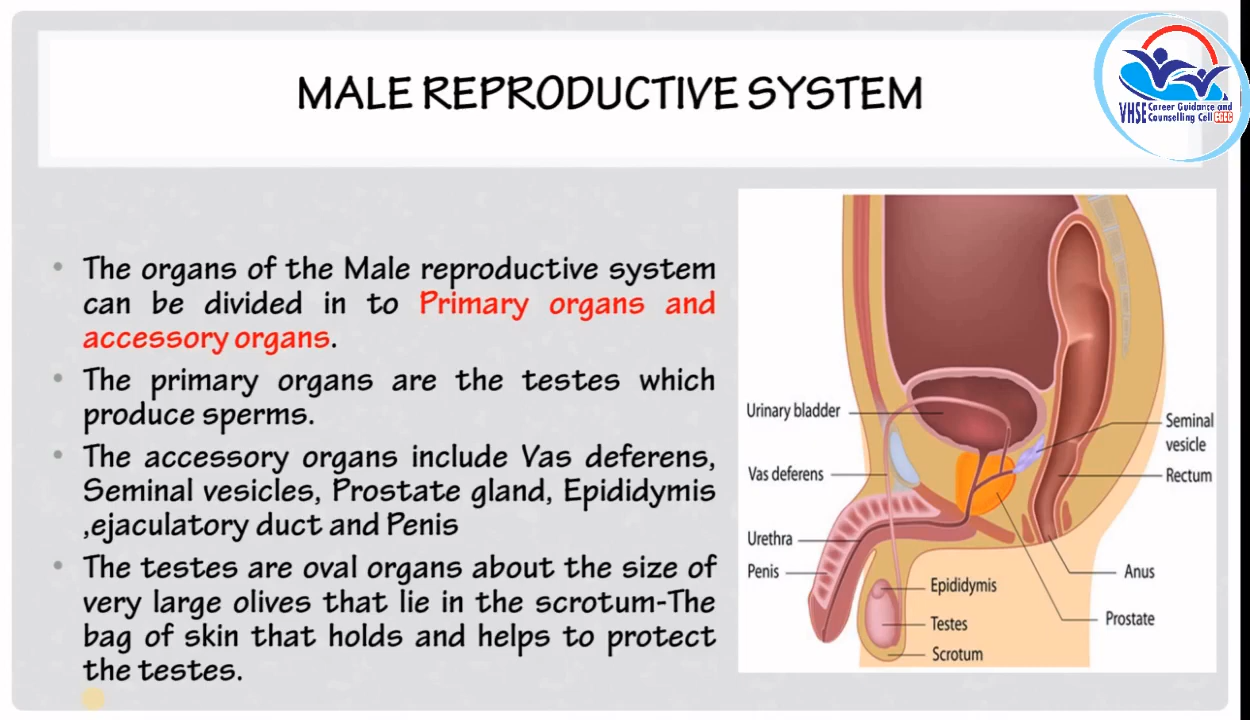 MALE REPRODUCTIVE SYSTEM
VHSE Career Guidance and
Counselling Cell CGCC
The organs of the Male reproductive system
can be divided in to Primary organs and
accessory organs.
The primary organs are the testes which
produce sperms.
The accessory organs include Vas deferens,
Seminal vesicles, Prostate gland, Epididymis
,ejaculatory duct and Penis
The testes are oval organs about the size of
very large olives that lie in the scrotum-The
bag of skin that holds and helps to protect
the testes.
Urinary bladder
Vas deferens
Urethra
Penis
Epididymis
Testes
Scrotum
Seminal
vesicle
Rectum
Anus
Prostate